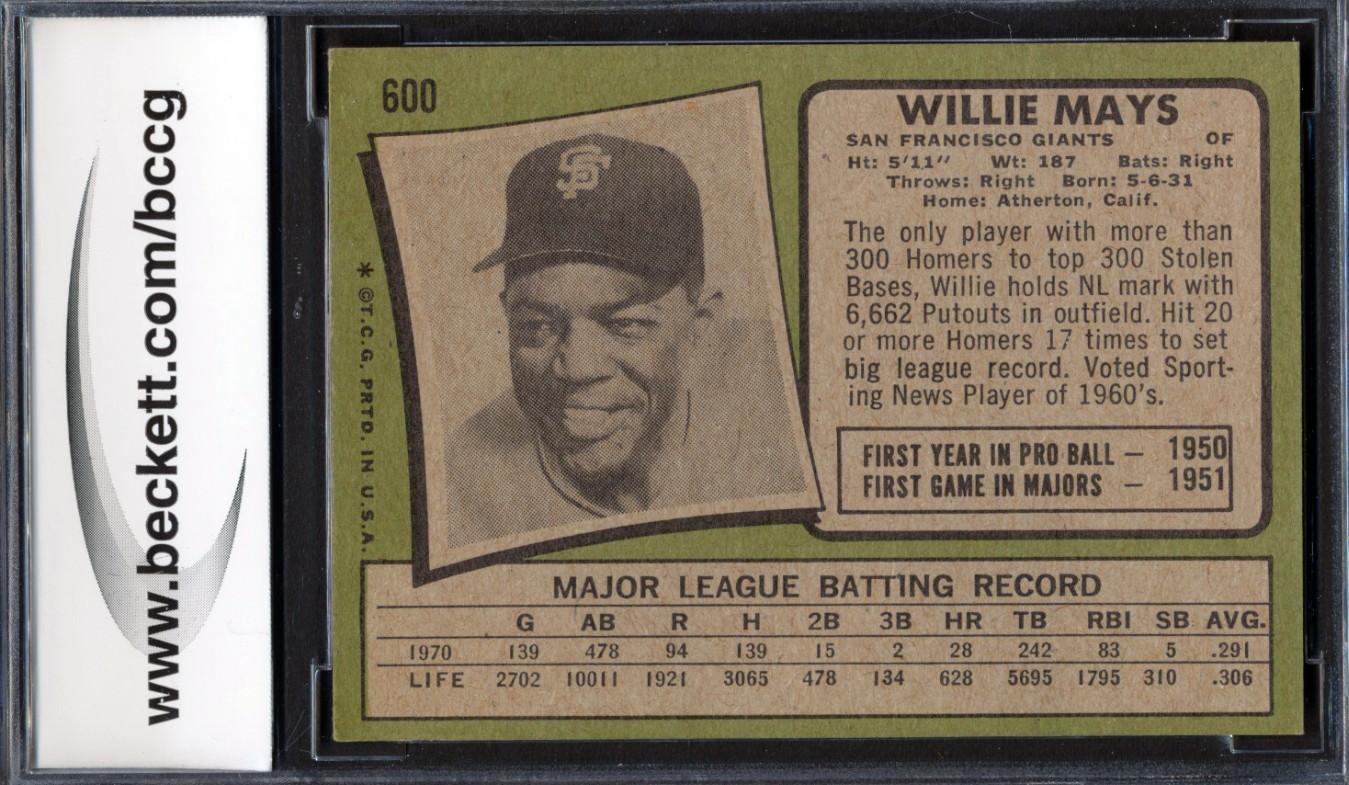 www.beckett.com/bccg
600
SF
* ©T.C.G. PRTD. IN U.S.A.
WILLIE MAYS
SAN FRANCISCO GIANTS OF
Ht: 5'11" Wt: 187 Bats: Right
Throws: Right Born: 5-6-31
Home: Atherton, Calif.
The only player with more than
300 Homers to top 300 Stolen
Bases, Willie holds NL mark with
6,662 Putouts in outfield. Hit 20
or more Homers 17 times to set
big league record. Voted Sport-
ing News Player of 1960's.
FIRST YEAR IN PRO BALL — 1950
FIRST GAME IN MAJORS — 1951
MAJOR LEAGUE BATTING RECORD
G AB R H 2B 3B HR TB RBI SB AVG.
1970 139 478 94 139 15 2 28 242 83 5 .291
LIFE 2702 10011 1921 3065 478 134 628 5695 1795 310 .306